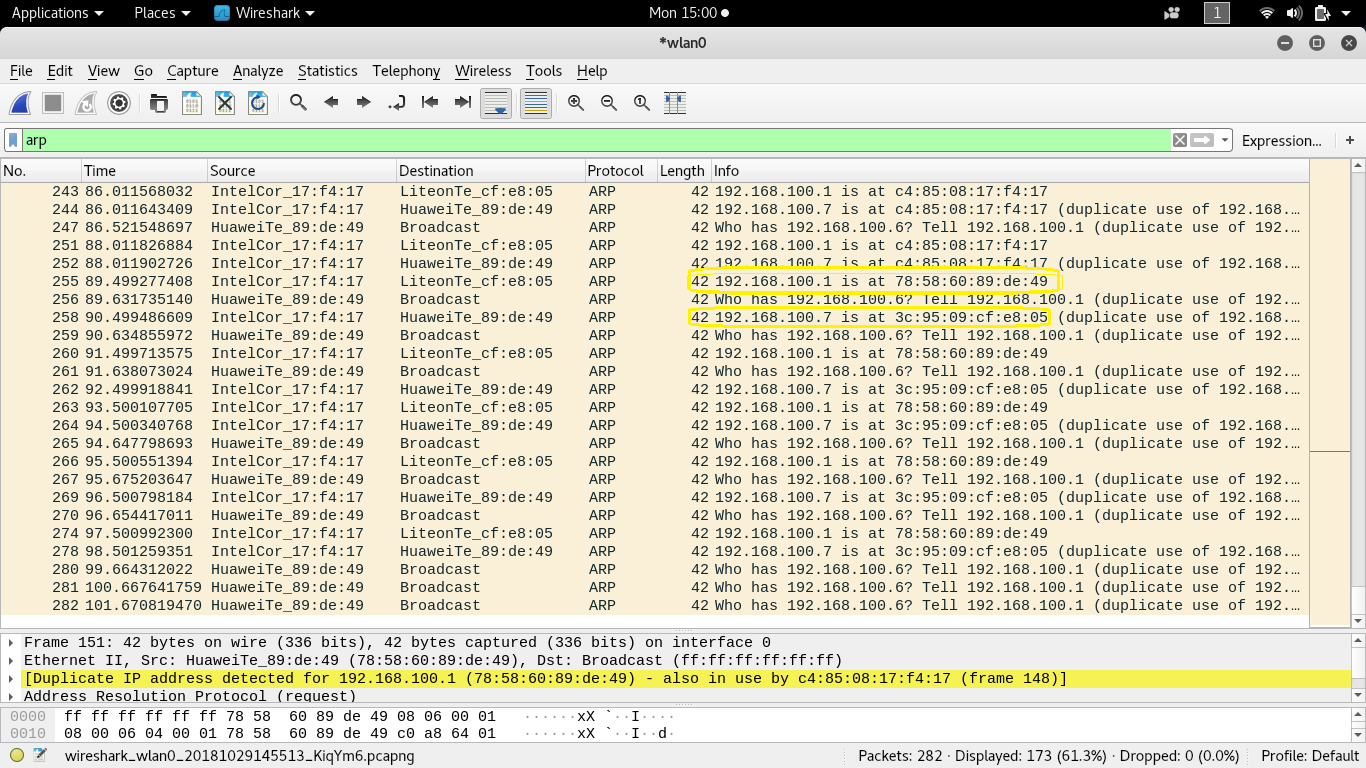 Applications Places Wireshark Mon 15:00 1
*wlan0
File Edit View Go Capture Analyze Statistics Telephony Wireless Tools Help
arp Expression... +
No. Time Source Destination Protocol Length Info
243 86.011568032 IntelCor_17:f4:17 LiteonTe_cf:e8:05 ARP 42 192.168.100.1 is at c4:85:08:17:f4:17
244 86.011643409 IntelCor_17:f4:17 HuaweiTe_89:de:49 ARP 42 192.168.100.7 is at c4:85:08:17:f4:17 (duplicate use of 192.168.…
247 86.521548697 HuaweiTe_89:de:49 Broadcast ARP 42 Who has 192.168.100.6? Tell 192.168.100.1 (duplicate use of 192.…
251 88.011826884 IntelCor_17:f4:17 LiteonTe_cf:e8:05 ARP 42 192.168.100.1 is at c4:85:08:17:f4:17
252 88.011902726 IntelCor_17:f4:17 HuaweiTe_89:de:49 ARP 42 192.168.100.7 is at c4:85:08:17:f4:17 (duplicate use of 192.168.…
255 89.499277408 IntelCor_17:f4:17 LiteonTe_cf:e8:05 ARP 42 192.168.100.1 is at 78:58:60:89:de:49
256 89.631735140 HuaweiTe_89:de:49 Broadcast ARP 42 Who has 192.168.100.6? Tell 192.168.100.1 (duplicate use of 192.…
258 90.499486609 IntelCor_17:f4:17 HuaweiTe_89:de:49 ARP 42 192.168.100.7 is at 3c:95:09:cf:e8:05 (duplicate use of 192.168.…
259 90.634855972 HuaweiTe_89:de:49 Broadcast ARP 42 Who has 192.168.100.6? Tell 192.168.100.1 (duplicate use of 192.…
260 91.499713575 IntelCor_17:f4:17 LiteonTe_cf:e8:05 ARP 42 192.168.100.1 is at 78:58:60:89:de:49
261 91.638073024 HuaweiTe_89:de:49 Broadcast ARP 42 Who has 192.168.100.6? Tell 192.168.100.1 (duplicate use of 192.…
262 92.499918841 IntelCor_17:f4:17 HuaweiTe_89:de:49 ARP 42 192.168.100.7 is at 3c:95:09:cf:e8:05 (duplicate use of 192.168.…
263 93.500107705 IntelCor_17:f4:17 LiteonTe_cf:e8:05 ARP 42 192.168.100.1 is at 78:58:60:89:de:49
264 94.500340768 IntelCor_17:f4:17 HuaweiTe_89:de:49 ARP 42 192.168.100.7 is at 3c:95:09:cf:e8:05 (duplicate use of 192.168.…
265 94.647798693 HuaweiTe_89:de:49 Broadcast ARP 42 Who has 192.168.100.6? Tell 192.168.100.1 (duplicate use of 192.…
266 95.500551394 IntelCor_17:f4:17 LiteonTe_cf:e8:05 ARP 42 192.168.100.1 is at 78:58:60:89:de:49
267 95.675203647 HuaweiTe_89:de:49 Broadcast ARP 42 Who has 192.168.100.6? Tell 192.168.100.1 (duplicate use of 192.…
269 96.500798184 IntelCor_17:f4:17 HuaweiTe_89:de:49 ARP 42 192.168.100.7 is at 3c:95:09:cf:e8:05 (duplicate use of 192.168.…
270 96.654417011 HuaweiTe_89:de:49 Broadcast ARP 42 Who has 192.168.100.6? Tell 192.168.100.1 (duplicate use of 192.…
274 97.500992300 IntelCor_17:f4:17 LiteonTe_cf:e8:05 ARP 42 192.168.100.1 is at 78:58:60:89:de:49
278 98.501259351 IntelCor_17:f4:17 HuaweiTe_89:de:49 ARP 42 192.168.100.7 is at 3c:95:09:cf:e8:05 (duplicate use of 192.168.…
280 99.664312022 HuaweiTe_89:de:49 Broadcast ARP 42 Who has 192.168.100.6? Tell 192.168.100.1 (duplicate use of 192.…
281 100.667641759 HuaweiTe_89:de:49 Broadcast ARP 42 Who has 192.168.100.6? Tell 192.168.100.1 (duplicate use of 192.…
282 101.670819470 HuaweiTe_89:de:49 Broadcast ARP 42 Who has 192.168.100.6? Tell 192.168.100.1 (duplicate use of 192.…
Frame 151: 42 bytes on wire (336 bits), 42 bytes captured (336 bits) on interface 0
Ethernet II, Src: HuaweiTe_89:de:49 (78:58:60:89:de:49), Dst: Broadcast (ff:ff:ff:ff:ff:ff)
[Duplicate IP address detected for 192.168.100.1 (78:58:60:89:de:49) - also in use by c4:85:08:17:f4:17 (frame 148)]
Address Resolution Protocol (request)
0000 ff ff ff ff ff ff 78 58 60 89 de 49 08 06 00 01 ······xX `··I····
0010 08 00 06 04 00 01 78 58 60 89 de 49 c0 a8 64 01 ······xX `··I··d·
wireshark_wlan0_20181029145513_KiqYm6.pcapng Packets: 282 · Displayed: 173 (61.3%) · Dropped: 0 (0.0%) Profile: Default